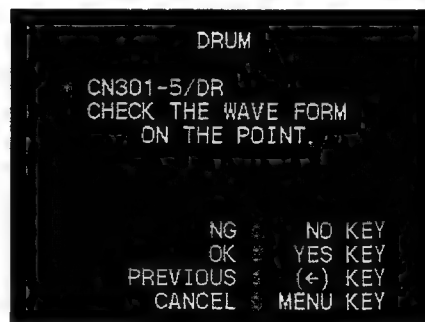 DRUM
* CN301-5/DR
CHECK THE WAVE FORM
ON THE POINT.
NG : NO KEY
OK : YES KEY
PREVIOUS : (←) KEY
CANCEL : MENU KEY